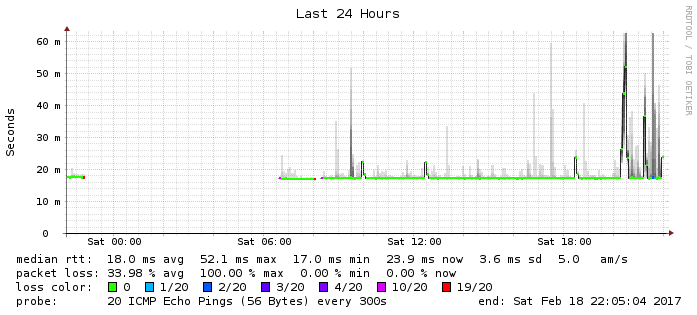 Last 24 Hours
RRDTOOL / TOBI OETIKER
Seconds
60 m
50 m
40 m
30 m
20 m
10 m
0
Sat 00:00 Sat 06:00 Sat 12:00 Sat 18:00
median rtt: 18.0 ms avg 52.1 ms max 17.0 ms min 23.9 ms now 3.6 ms sd 5.0 am/s
packet loss: 33.98 % avg 100.00 % max 0.00 % min 0.00 % now
loss color: 0 1/20 2/20 3/20 4/20 10/20 19/20
probe: 20 ICMP Echo Pings (56 Bytes) every 300s end: Sat Feb 18 22:05:04 2017